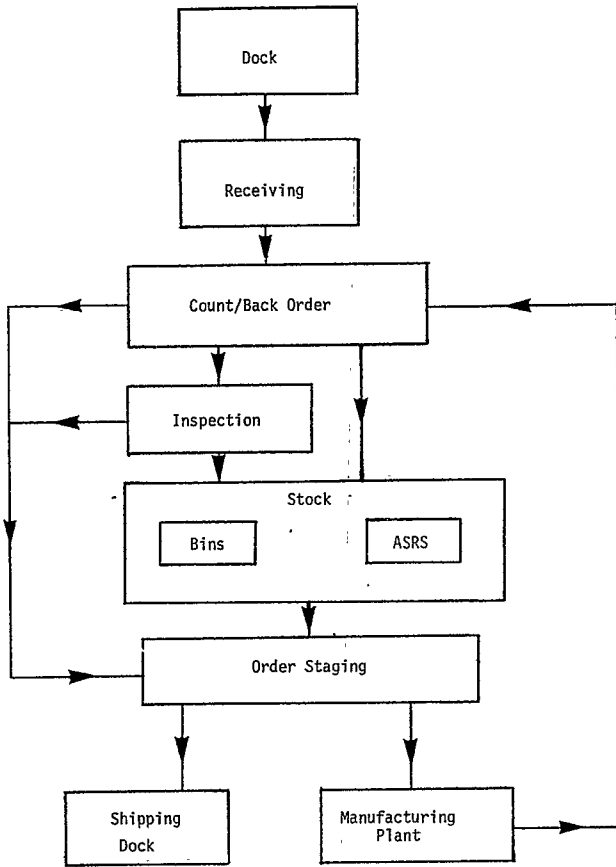 Dock
Receiving
Count/Back Order
Inspection
Stock
Bins
ASRS
Order Staging
Shipping
Dock
Manufacturing
Plant